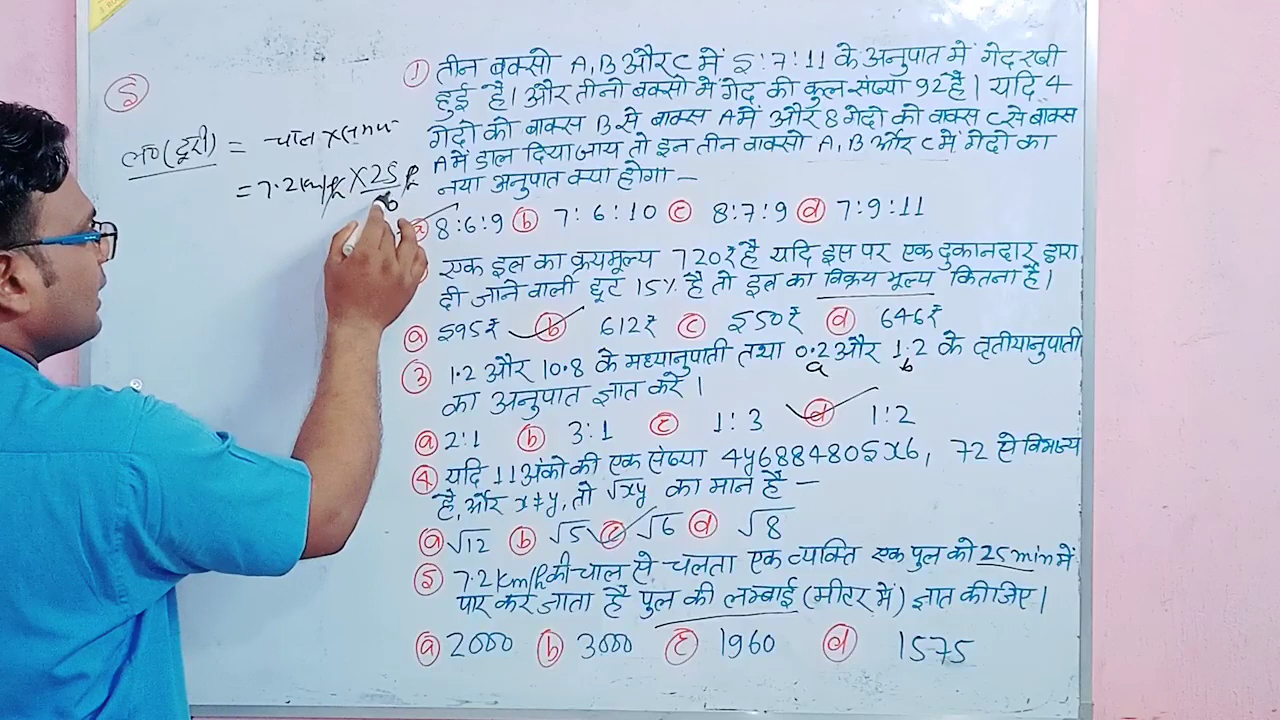 (5)
ल०(दूरी) = चाल × समय
= 7.2km/h × 25 h
(1) तीन बक्सो A,B और C में 5:7:11 के अनुपात में गेंद रखी
हुई है। और तीनो बक्सो में गेंद की कुल संख्या 92 है। यदि 4
गेंदो को बाक्स B से बाक्स A में और 8 गेंदो को बाक्स C से बाक्स
A में डाल दिया जाय तो इन तीन बाक्सो A,B और C में गेंदो का
नया अनुपात क्या होगा –
(a) 8:6:9 (b) 7:6:10 (c) 8:7:9 (d) 7:9:11
एक इत्र का क्रयमूल्य 720₹ है यदि इस पर एक दुकानदार द्वारा
दी जाने वाली छूट 15% है तो इत्र का विक्रय मूल्य कितना है।
(a) 595₹ (b) 612₹ (c) 550₹ (d) 646₹
(3) 1.2 और 10.8 के मध्यानुपाती तथा 0.2 और 1.2 के तृतीयानुपाती
a b
का अनुपात ज्ञात करें।
(a) 2:1 (b) 3:1 (c) 1:3 (d) 1:2
(4) यदि 11 अंको की एक संख्या 4y6884805x6, 72 से विभाज्य
है, और x≠y, तो √xy का मान है –
(a) √12 (b) √5 (c) √6 (d) √8
(5) 7.2km/h की चाल से चलता एक व्यक्ति एक पुल को 25 min में
पार कर जाता है पुल की लम्बाई (मीटर में) ज्ञात कीजिए।
(a) 2000 (b) 3000 (c) 1960 (d) 1575